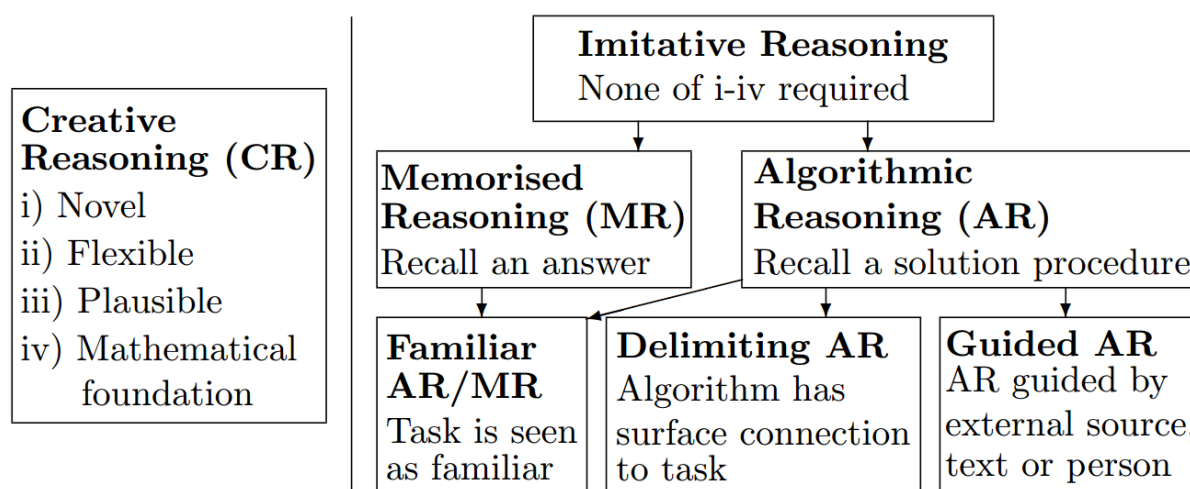 Creative
Reasoning (CR)
i) Novel
ii) Flexible
iii) Plausible
iv) Mathematical
foundation
Imitative Reasoning
None of i-iv required
Memorised
Reasoning (MR)
Recall an answer
Algorithmic
Reasoning (AR)
Recall a solution procedure
Familiar
AR/MR
Task is seen
as familiar
Delimiting AR
Algorithm has
surface connection
to task
Guided AR
AR guided by
external source,
text or person